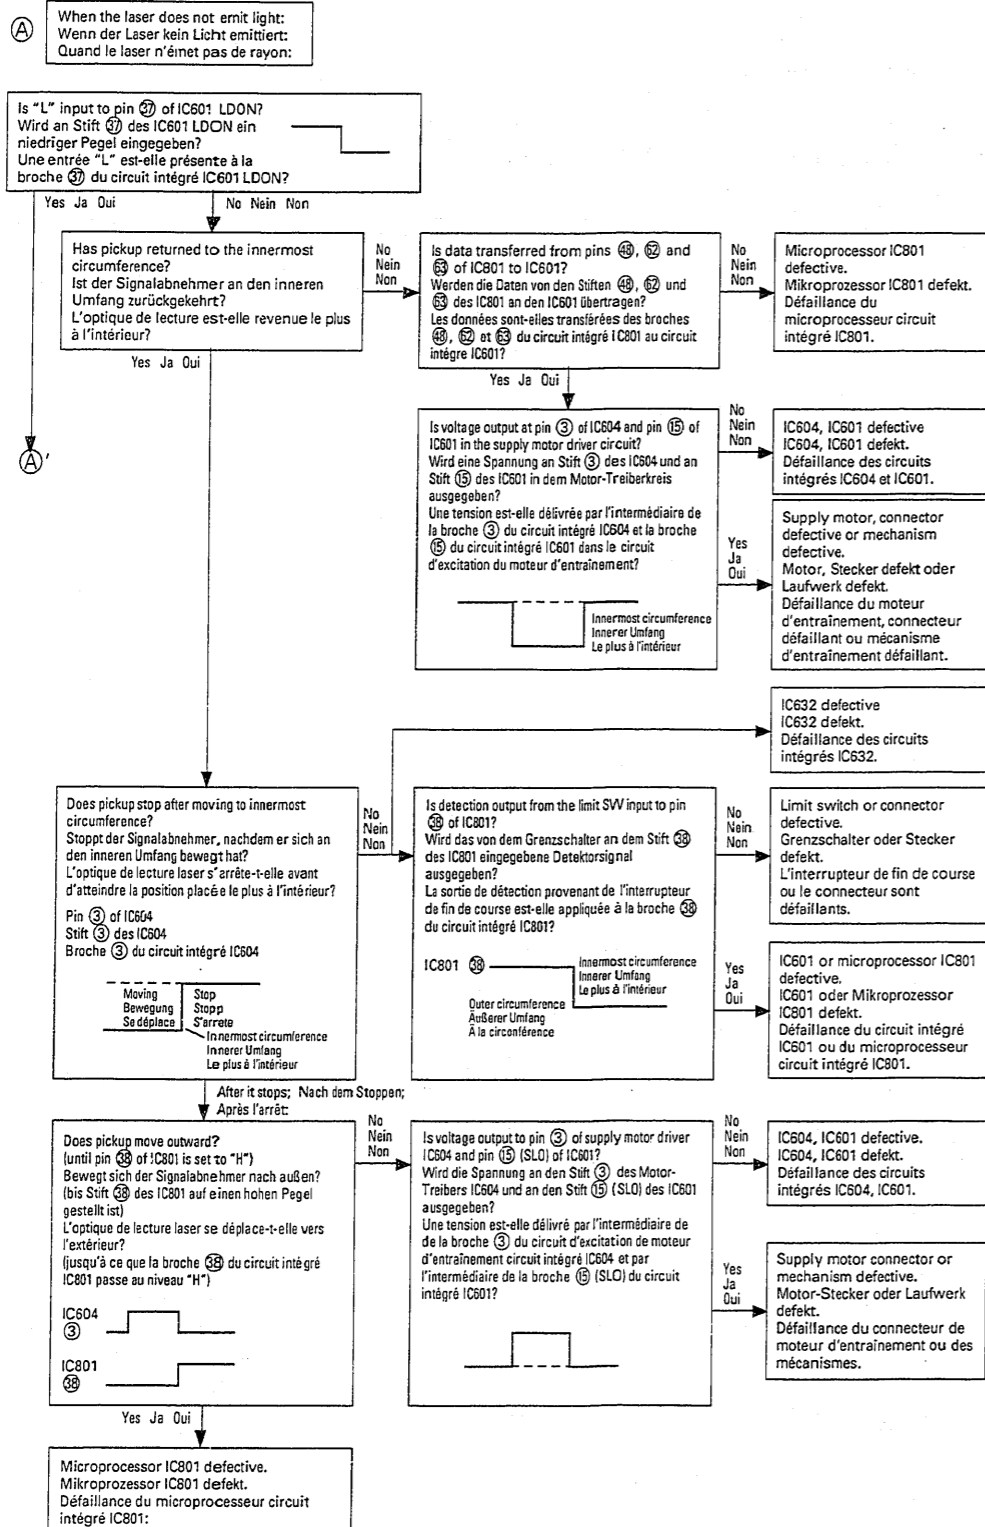 Ⓐ
When the laser does not emit light:
Wenn der Laser kein Licht emittiert:
Quand le laser n'émet pas de rayon:
Is "L" input to pin ㊲ of IC601 LDON?
Wird an Stift ㊲ des IC601 LDON ein
niedriger Pegel eingegeben?
Une entrée "L" est-elle présente à la
broche ㊲ du circuit intégré IC601 LDON?
Yes Ja Oui
No Nein Non
Ⓐ'
Has pickup returned to the innermost
circumference?
Ist der Signalabnehmer an den inneren
Umfang zurückgekehrt?
L'optique de lecture est-elle revenue le plus
à l'intérieur?
No
Nein
Non
Yes Ja Oui
Is data transferred from pins ㊽, 62 and
63 of IC801 to IC601?
Werden die Daten von den Stiften ㊽, 62 und
63 des IC801 an den IC601 übertragen?
Les données sont-elles transférées des broches
㊽, 62 et 63 du circuit intégré IC801 au circuit
intégre IC601?
No
Nein
Non
Yes Ja Oui
Microprocessor IC801
defective.
Mikroprozessor IC801 defekt.
Défaillance du
microprocesseur circuit
intégré IC801.
Is voltage output at pin ③ of IC604 and pin ⑮ of
IC601 in the supply motor driver circuit?
Wird eine Spannung an Stift ③ des IC604 und an
Stift ⑮ des IC601 in dem Motor-Treiberkreis
ausgegeben?
Une tension est-elle délivrée par l'intermédiaire de
la broche ③ du circuit intégré IC604 et la broche
⑮ du circuit intégré IC601 dans le circuit
d'excitation du moteur d'entraînement?
Innermost circumference
Innerer Umfang
Le plus à l'intérieur
No
Nein
Non
IC604, IC601 defective
IC604, IC601 defekt.
Défaillance des circuits
intégrés IC604 et IC601.
Yes
Ja
Oui
Supply motor, connector
defective or mechanism
defective.
Motor, Stecker defekt oder
Laufwerk defekt.
Défaillance du moteur
d'entraînement, connecteur
défaillant ou mécanisme
d'entraînement défaillant.
IC632 defective
IC632 defekt.
Défaillance des circuits
intégrés IC632.
Does pickup stop after moving to innermost
circumference?
Stoppt der Signalabnehmer, nachdem er sich an
den inneren Umfang bewegt hat?
L'optique de lecture laser s'arrête-t-elle avant
d'atteindre la position placée le plus à l'intérieur?
Pin ③ of IC604
Stift ③ des IC604
Broche ③ du circuit intégré IC604
Moving Stop
Bewegung Stopp
Se déplace S'arrete
Innermost circumference
Innerer Umfang
Le plus à l'intérieur
No
Nein
Non
Is detection output from the limit SW input to pin
㊳ of IC801?
Wird das von dem Grenzschalter an dem Stift ㊳
des IC801 eingegebene Detektorsignal
ausgegeben?
La sortie de détection provenant de l'interrupteur
de fin de course est-elle appliquée à la broche ㊳
du circuit intégré IC801?
IC801 ㊳
Innermost circumference
Innerer Umfang
Le plus à l'intérieur
Outer circumference
Äußerer Umfang
À la circonférence
No
Nein
Non
Limit switch or connector
defective.
Grenzschalter oder Stecker
defekt.
L'interrupteur de fin de course
ou le connecteur sont
défaillants.
Yes
Ja
Oui
IC601 or microprocessor IC801
defective.
IC601 oder Mikroprozessor
IC801 defekt.
Défaillance du circuit intégré
IC601 ou du microprocesseur
circuit intégré IC801.
After it stops; Nach dem Stoppen;
Après l'arrêt:
Does pickup move outward?
(until pin ㊳ of IC801 is set to "H")
Bewegt sich der Signalabnehmer nach außen?
(bis Stift ㊳ des IC801 auf einen hohen Pegel
gestellt ist)
L'optique de lecture laser se déplace-t-elle vers
l'extérieur?
(jusqu'à ce que la broche ㊳ du circuit intégré
IC801 passe au niveau "H")
IC604
③
IC801
㊳
No
Nein
Non
Yes Ja Oui
Is voltage output to pin ③ of supply motor driver
IC604 and pin ⑮ (SLO) of IC601?
Wird die Spannung an den Stift ③ des Motor-
Treibers IC604 und an den Stift ⑮ (SLO) des IC601
ausgegeben?
Une tension est-elle délivré par l'intermédiaire de
de la broche ③ du circuit d'excitation de moteur
d'entraînement circuit intégré IC604 et par
l'intermédiaire de la broche ⑮ (SLO) du circuit
intégré IC601?
No
Nein
Non
IC604, IC601 defective.
IC604, IC601 defekt.
Défaillance des circuits
intégrés IC604, IC601.
Yes
Ja
Oui
Supply motor connector or
mechanism defective.
Motor-Stecker oder Laufwerk
defekt.
Défaillance du connecteur de
moteur d'entraînement ou des
mécanismes.
Microprocessor IC801 defective.
Mikroprozessor IC801 defekt.
Défaillance du microprocesseur circuit
intégré IC801: